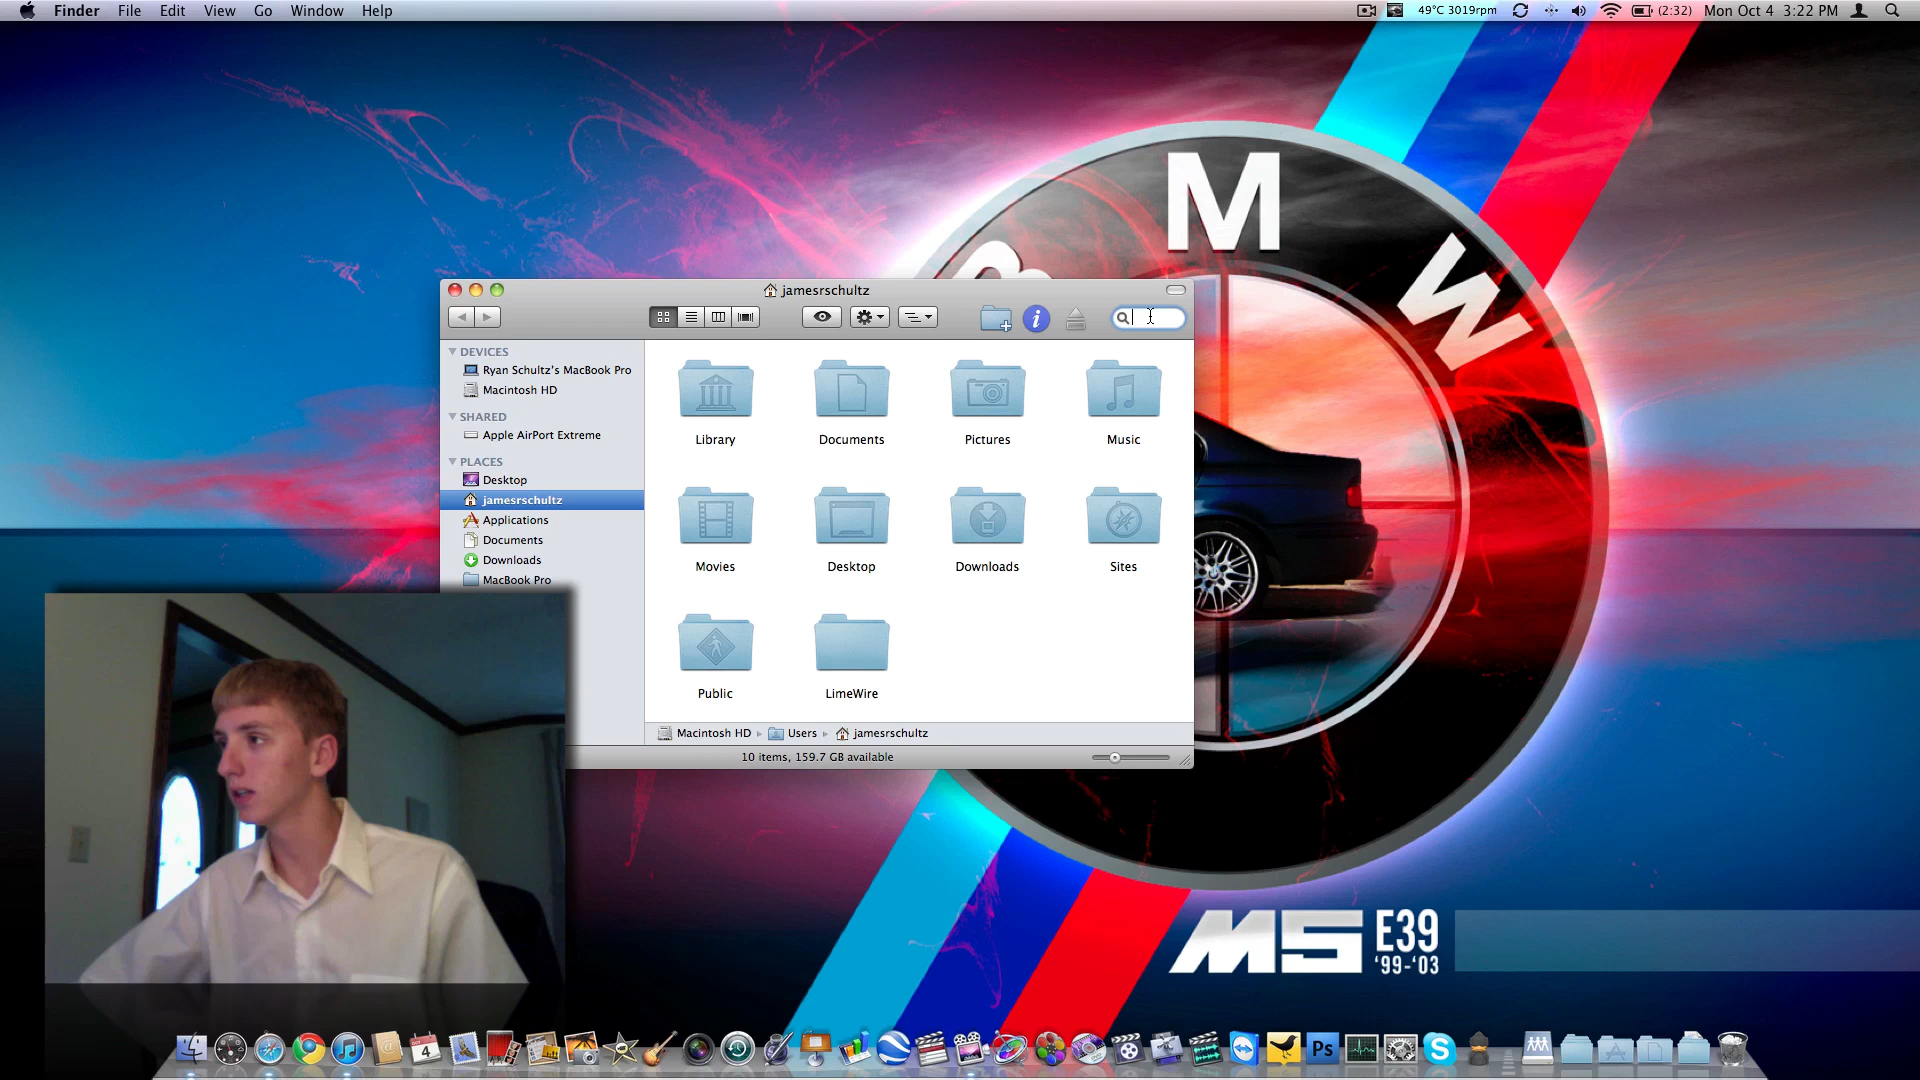 Finder File Edit View Go Window Help
49°C 3019rpm (2:32) Mon Oct 4 3:22 PM
M
W
jamesrschultz
DEVICES
Ryan Schultz's MacBook Pro
Macintosh HD
SHARED
Apple AirPort Extreme
PLACES
Desktop
jamesrschultz
Applications
Documents
Downloads
MacBook Pro
Library Documents Pictures Music
Movies Desktop Downloads Sites
Public LimeWire
Macintosh HD Users jamesrschultz
10 items, 159.7 GB available
M5 E39
'99-'03
4
Ps